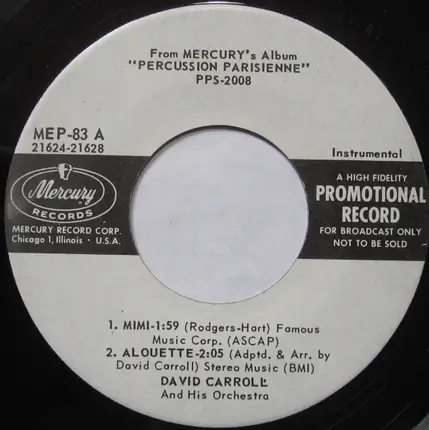 From MERCURY's Album
"PERCUSSION PARISIENNE"
PPS-2008
MEP-83 A
21624-21628
Instrumental
Mercury
RECORDS
MERCURY RECORD CORP.
Chicago 1, Illinois · U.S.A.
A HIGH FIDELITY
PROMOTIONAL
RECORD
FOR BROADCAST ONLY
NOT TO BE SOLD
1. MIMI-1:59 (Rodgers-Hart) Famous
Music Corp. (ASCAP)
2. ALOUETTE-2:05 (Adptd. & Arr. by
David Carroll) Stereo Music (BMI)
DAVID CARROLL
And His Orchestra